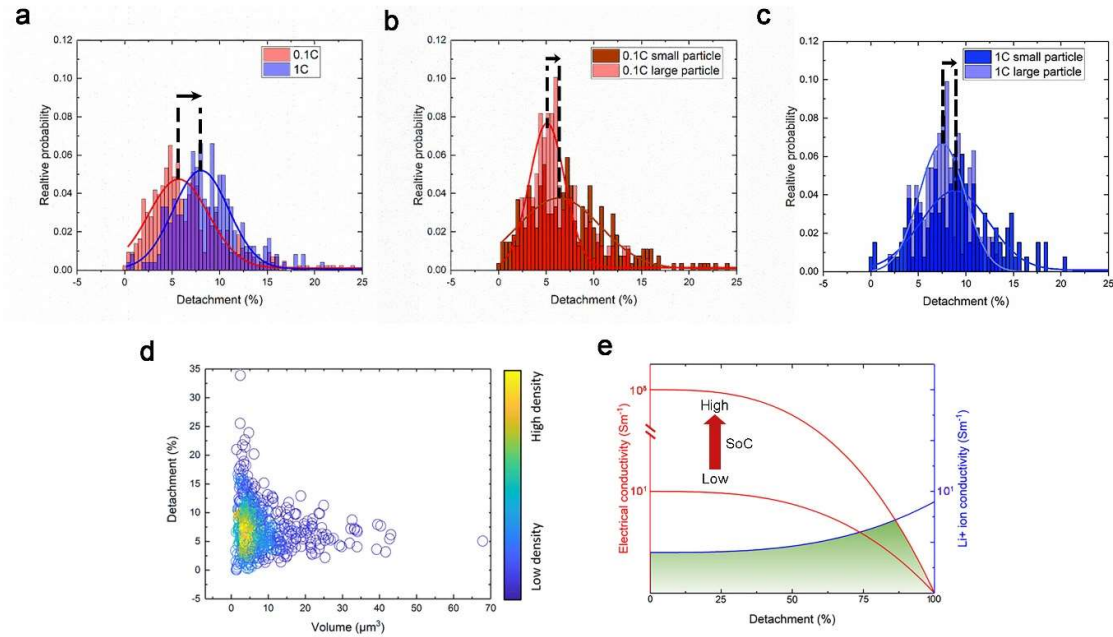 a
0.12
0.10
0.08
0.06
0.04
0.02
0.00
Realtive probability
0.1C
1C
-5 0 5 10 15 20 25
Detachment (%)
b
0.12
0.10
0.08
0.06
0.04
0.02
0.00
Realtive probability
0.1C small particle
0.1C large particle
-5 0 5 10 15 20 25
Detachment (%)
c
0.12
0.10
0.08
0.06
0.04
0.02
0.00
Realtive probability
1C small particle
1C large particle
-5 0 5 10 15 20 25
Detachment (%)
d
35
30
25
20
15
10
5
0
-5
Detachment (%)
0 10 20 30 40 50 60 70
Volume (µm³)
High density
Low density
e
Electrical conductivity (Sm⁻¹)
10⁵
10¹
High
SoC
Low
10¹
Li+ ion conductivity (Sm⁻¹)
0 25 50 75 100
Detachment (%)